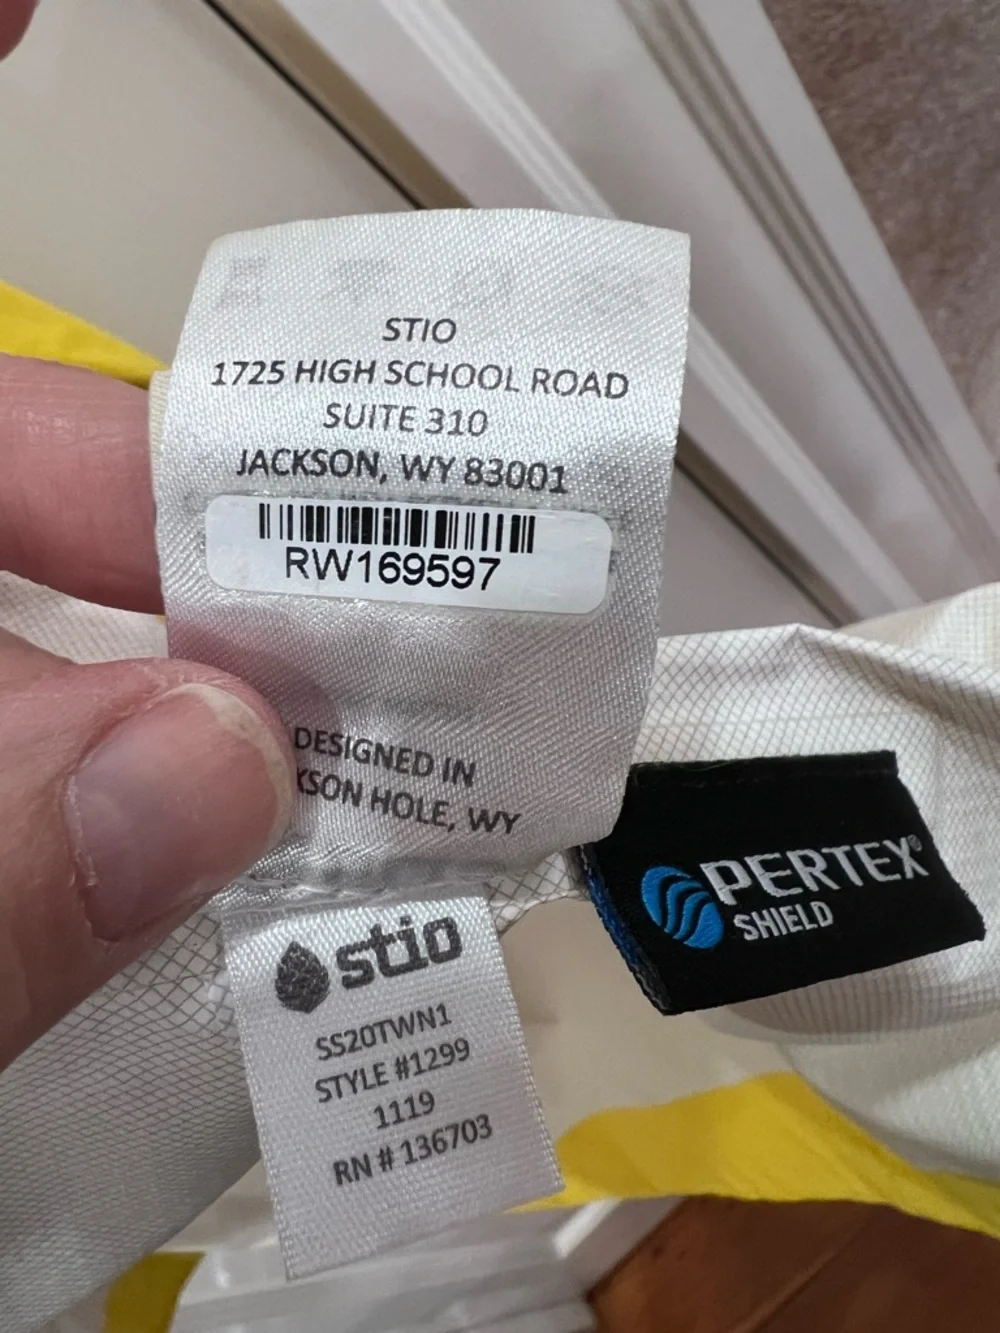 STIO
1725 HIGH SCHOOL ROAD
SUITE 310
JACKSON, WY 83001
RW169597
DESIGNED IN
KSON HOLE, WY
PERTEX®
SHIELD
stio
SS20TWN1
STYLE #1299
1119
RN # 136703